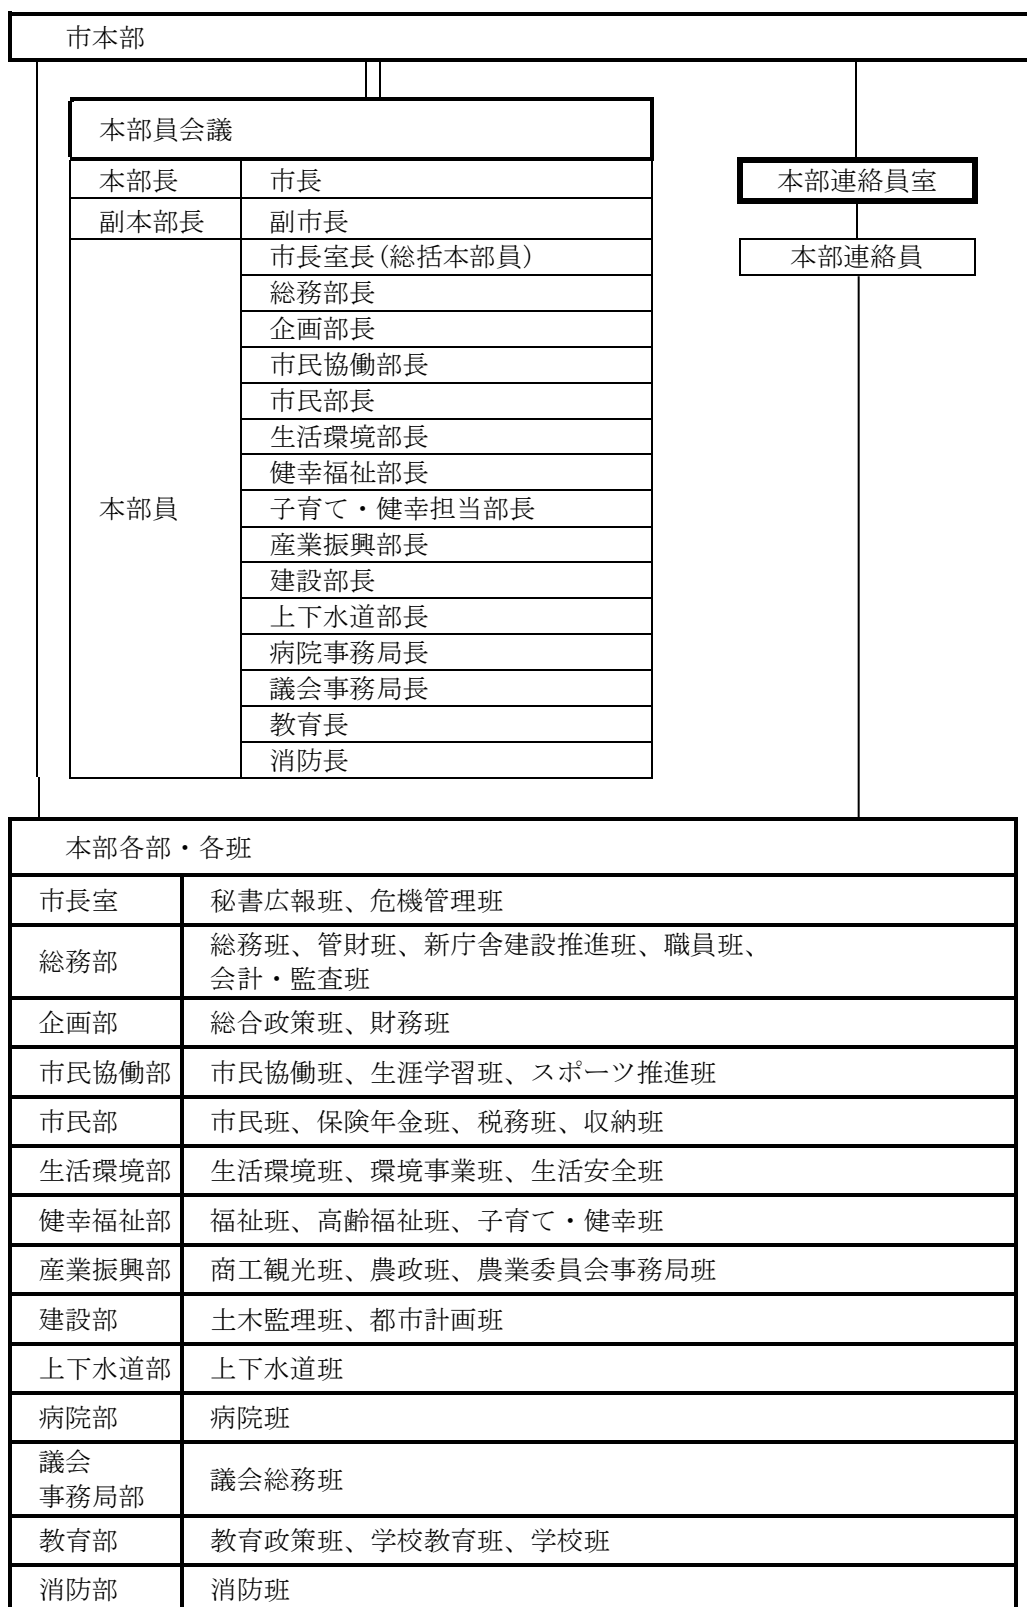 市本部
本部員会議
本部長 市長
副本部長 副市長
本部員
市長室長(総括本部員)
総務部長
企画部長
市民協働部長
市民部長
生活環境部長
健幸福祉部長
子育て・健幸担当部長
産業振興部長
建設部長
上下水道部長
病院事務局長
議会事務局長
教育長
消防長
本部連絡員室
本部連絡員
本部各部・各班
市長室 秘書広報班、危機管理班
総務部 総務班、管財班、新庁舎建設推進班、職員班、
会計・監査班
企画部 総合政策班、財務班
市民協働部 市民協働班、生涯学習班、スポーツ推進班
市民部 市民班、保険年金班、税務班、収納班
生活環境部 生活環境班、環境事業班、生活安全班
健幸福祉部 福祉班、高齢福祉班、子育て・健幸班
産業振興部 商工観光班、農政班、農業委員会事務局班
建設部 土木監理班、都市計画班
上下水道部 上下水道班
病院部 病院班
議会
事務局部 議会総務班
教育部 教育政策班、学校教育班、学校班
消防部 消防班